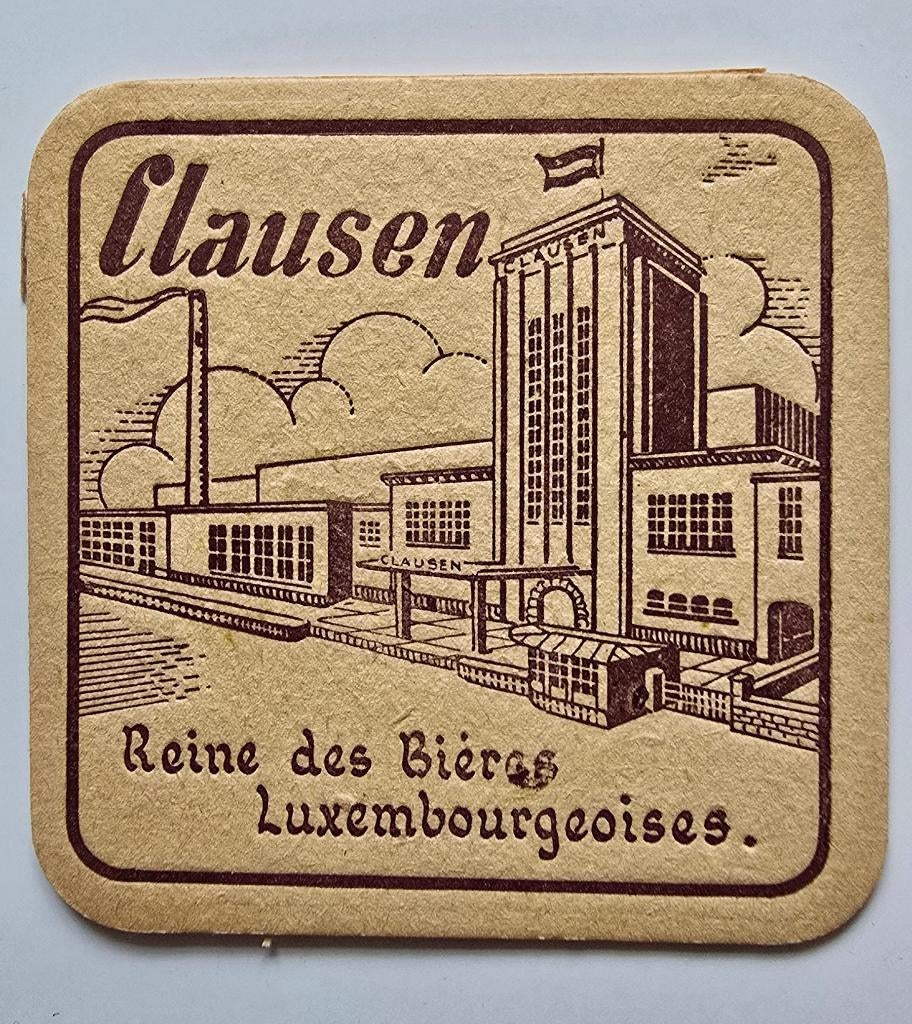 Clausen
CLAUSEN
CLAUSEN
Reine des Bières
Luxembourgeoises.